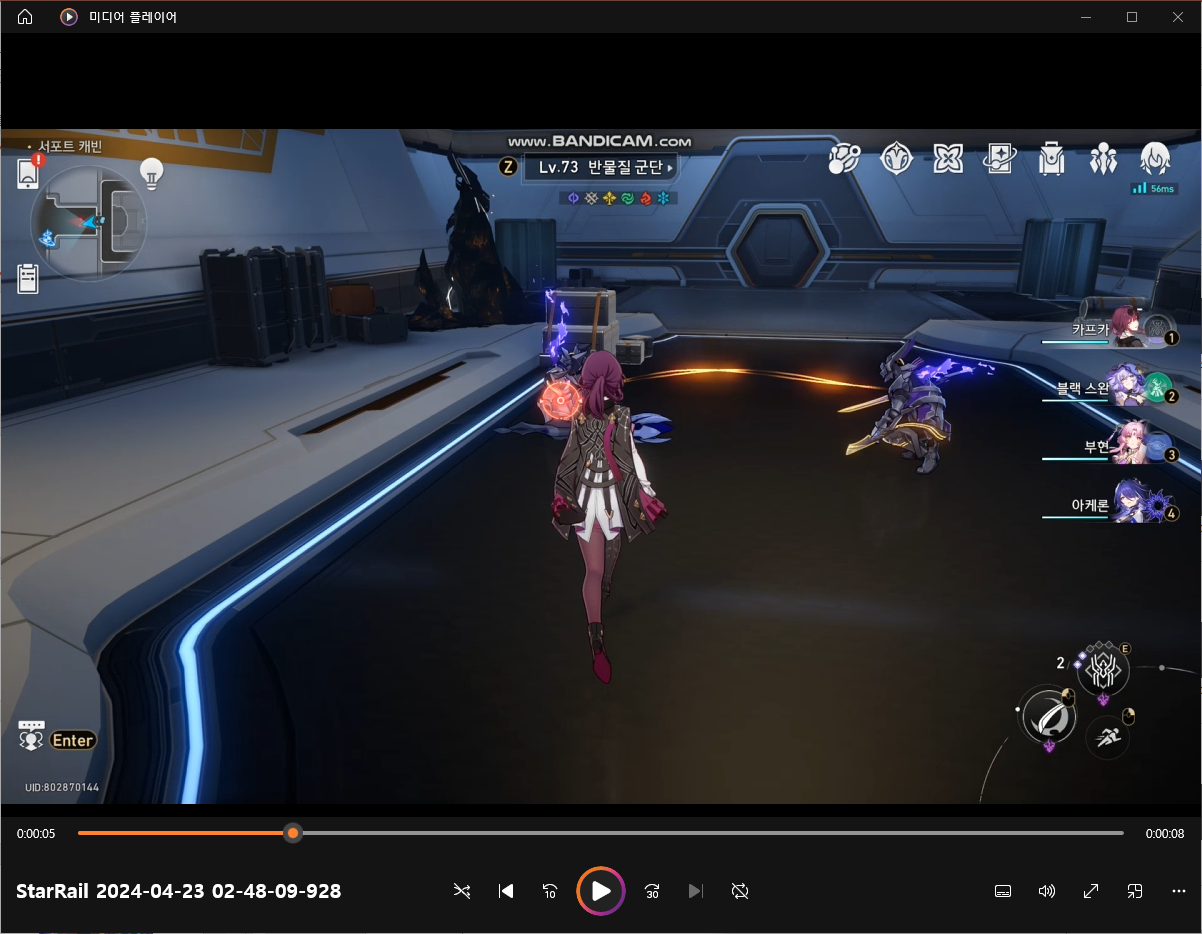 미디어 플레이어
서포트 캐빈
WWW.BANDICAM.COM
Z Lv.73 반물질 군단
56ms
카프카 1
블랙 스완 2
부현 3
아케론 4
2 E
Enter
UID:802870144
0:00:05
0:00:08
StarRail 2024-04-23 02-48-09-928
10
30